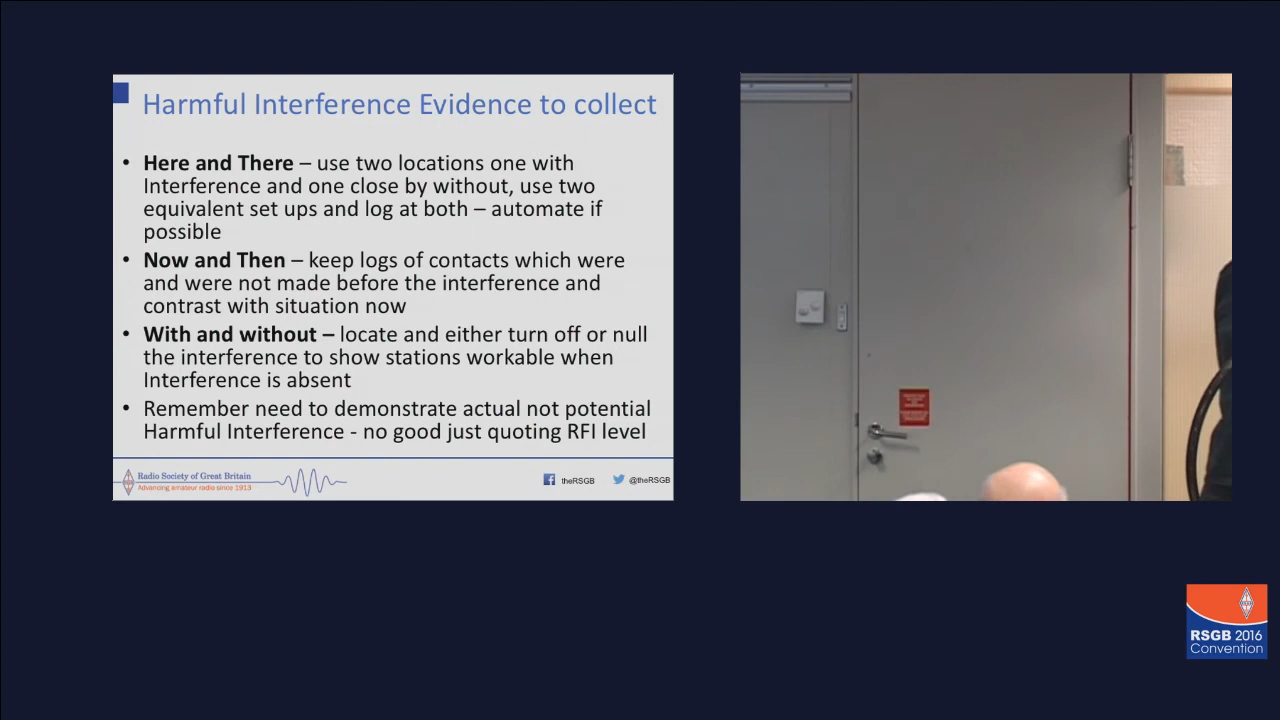 Harmful Interference Evidence to collect
• Here and There – use two locations one with
Interference and one close by without, use two
equivalent set ups and log at both – automate if
possible
• Now and Then – keep logs of contacts which were
and were not made before the interference and
contrast with situation now
• With and without – locate and either turn off or null
the interference to show stations workable when
Interference is absent
• Remember need to demonstrate actual not potential
Harmful Interference - no good just quoting RFI level
Radio Society of Great Britain
Advancing amateur radio since 1913
theRSGB
@theRSGB
RSGB 2016
Convention